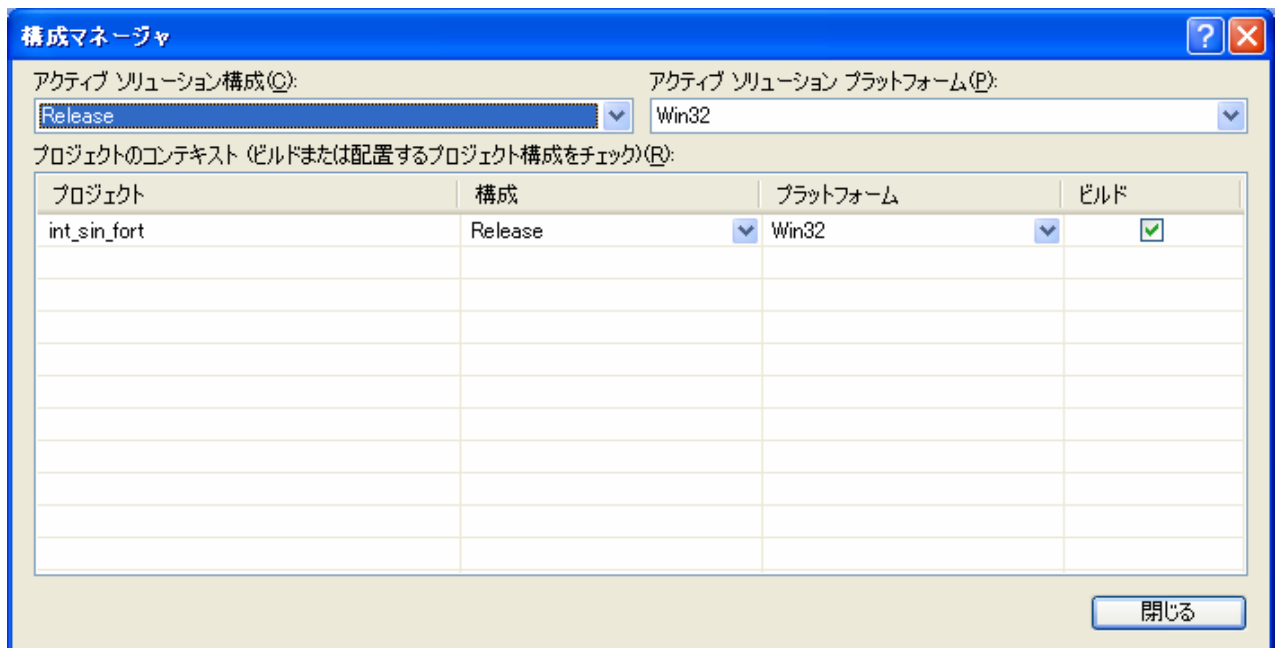 構成マネージャ
アクティブ ソリューション構成(C): アクティブ ソリューション プラットフォーム(P):
Release Win32
プロジェクトのコンテキスト (ビルドまたは配置するプロジェクト構成をチェック)(R):
プロジェクト 構成 プラットフォーム ビルド
int_sin_fort Release Win32
閉じる